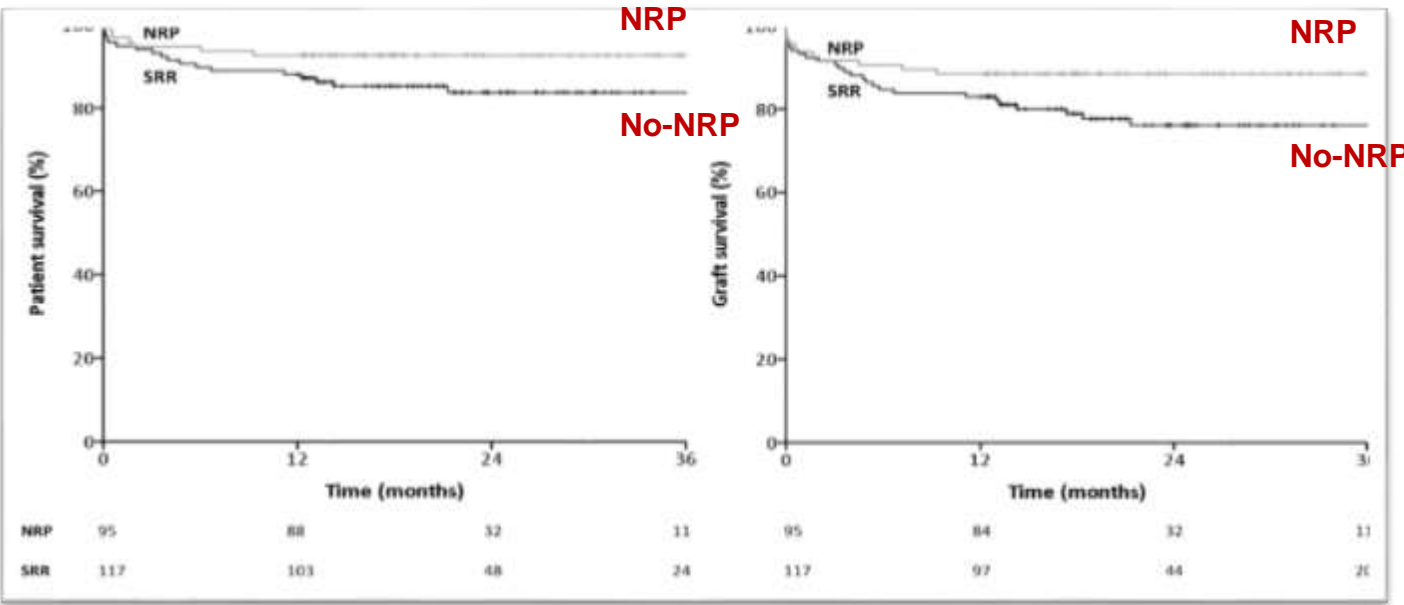 NRP
NRP
SRR
No-NRP
80
60
40
20
0
Patient survival (%)
0 12 24 36
Time (months)
NRP 95 88 32 11
SRR 117 103 48 24
NRP
NRP
SRR
No-NRP
80
60
40
20
0
Graft survival (%)
0 12 24
Time (months)
NRP
95 84 32
117 97 44